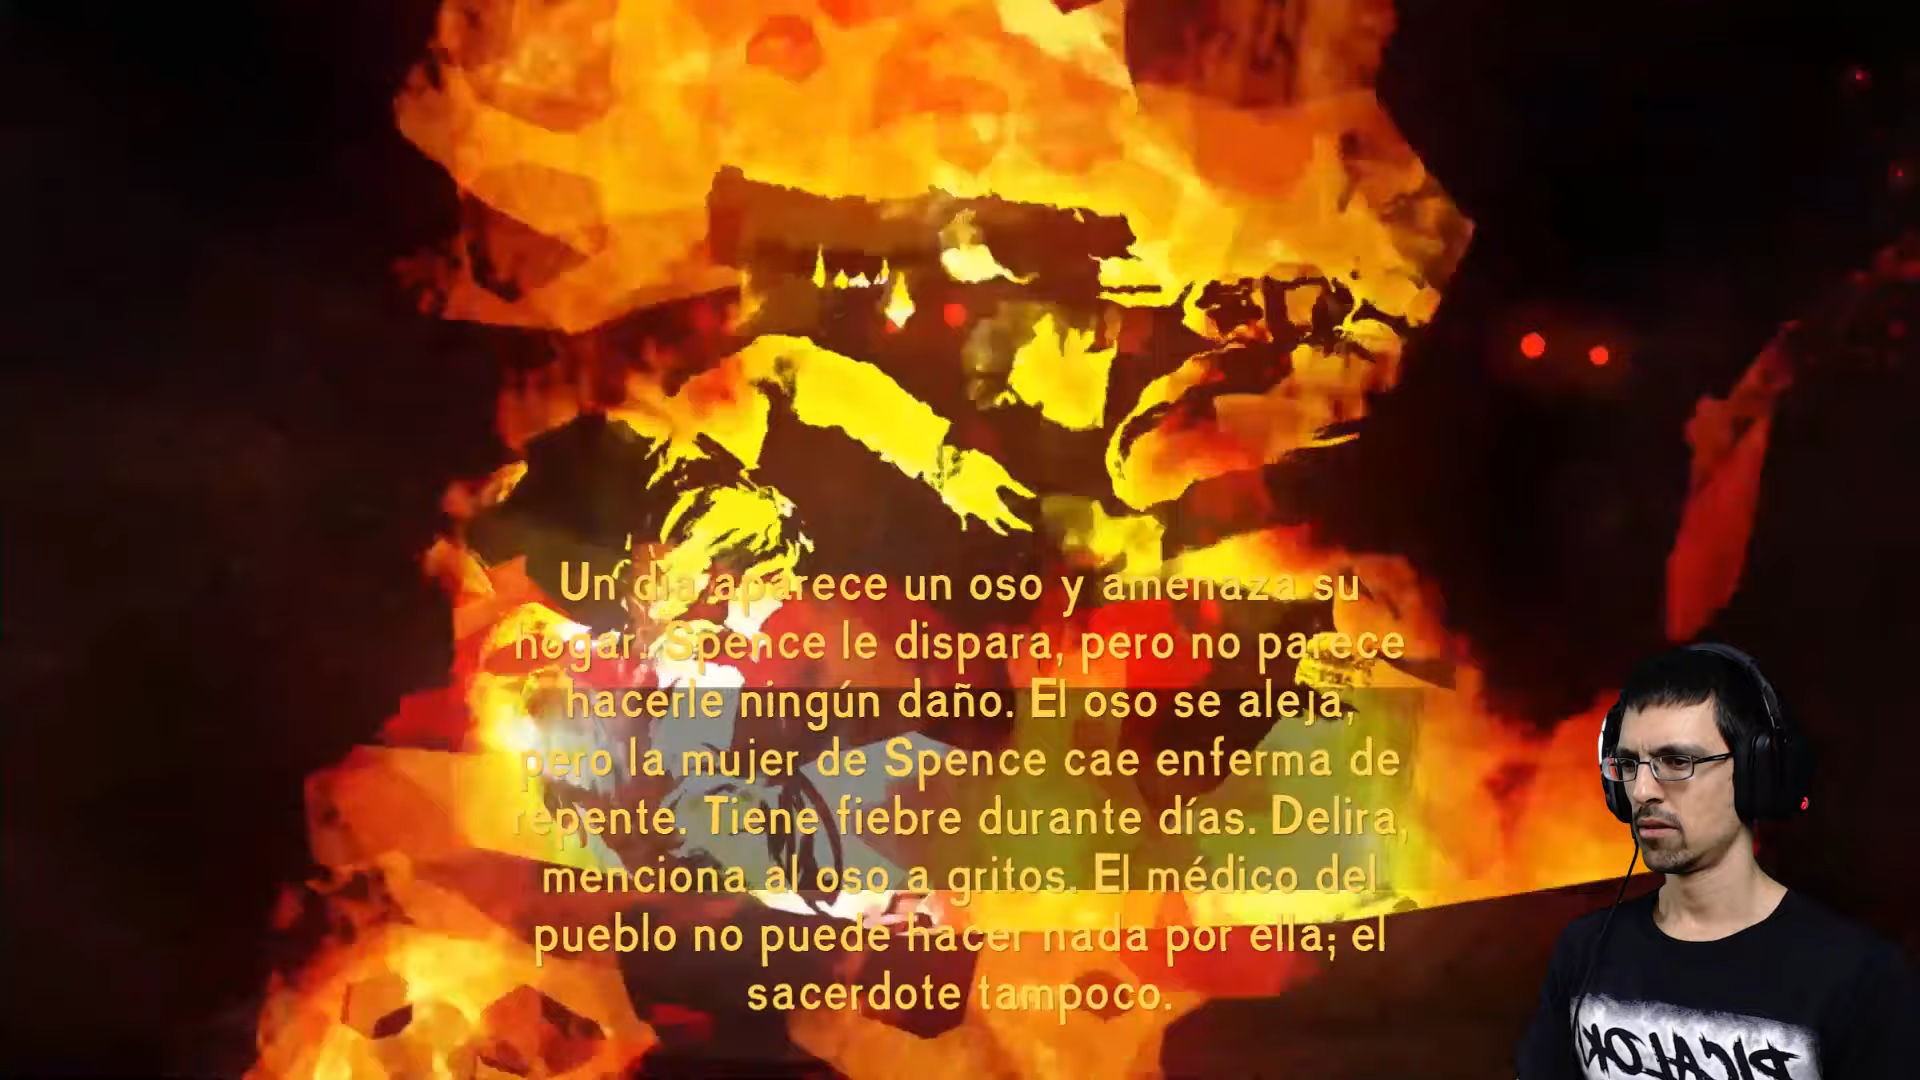 Un día aparece un oso y amenaza su
hogar. Spence le dispara, pero no parece
hacerle ningún daño. El oso se aleja,
pero la mujer de Spence cae enferma de
repente. Tiene fiebre durante días. Delira,
menciona al oso a gritos. El médico del
pueblo no puede hacer nada por ella; el
sacerdote tampoco.